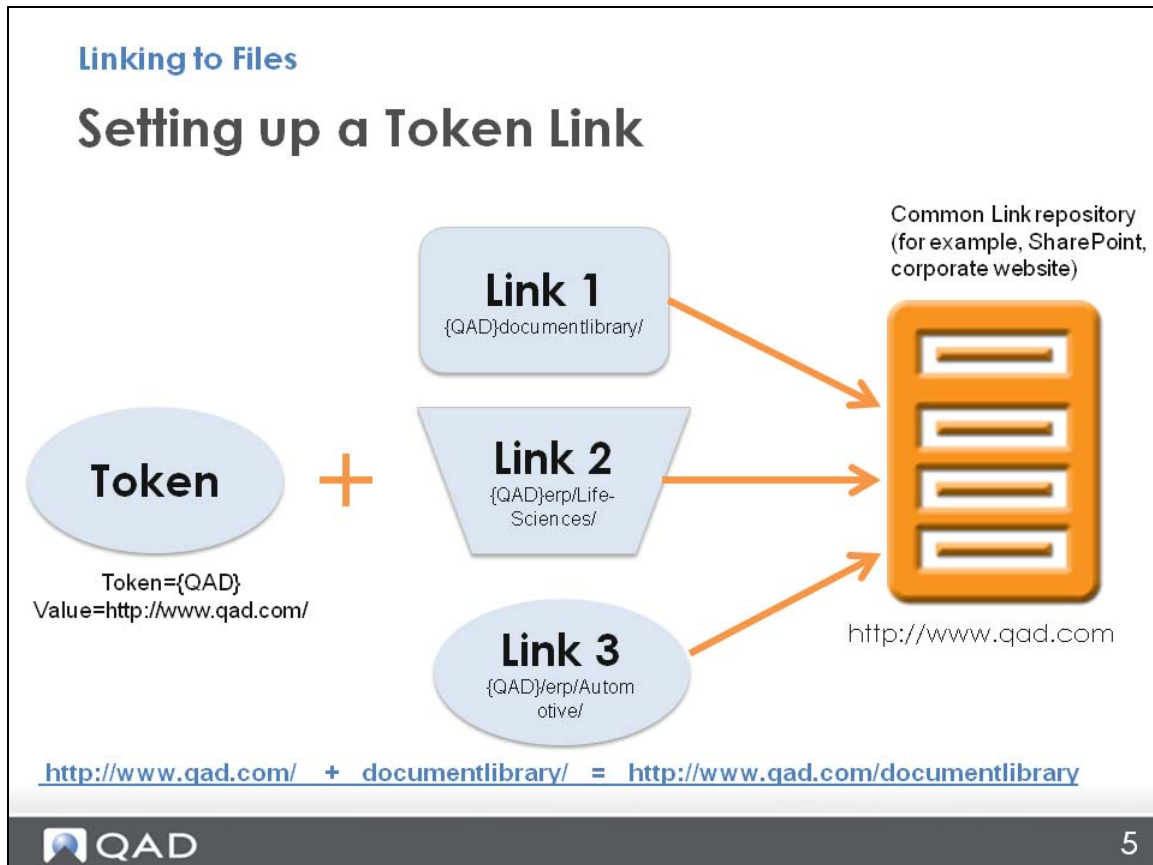 Linking to Files
Setting up a Token Link
Common Link repository
(for example, SharePoint,
corporate website)
Link 1
{QAD}documentlibrary/
Token
+
Link 2
{QAD}erp/Life-
Sciences/
Token={QAD}
Value=http://www.qad.com/
Link 3
{QAD}/erp/Autom
otive/
http://www.qad.com
http://www.qad.com/ + documentlibrary/ = http://www.qad.com/documentlibrary
QAD
5